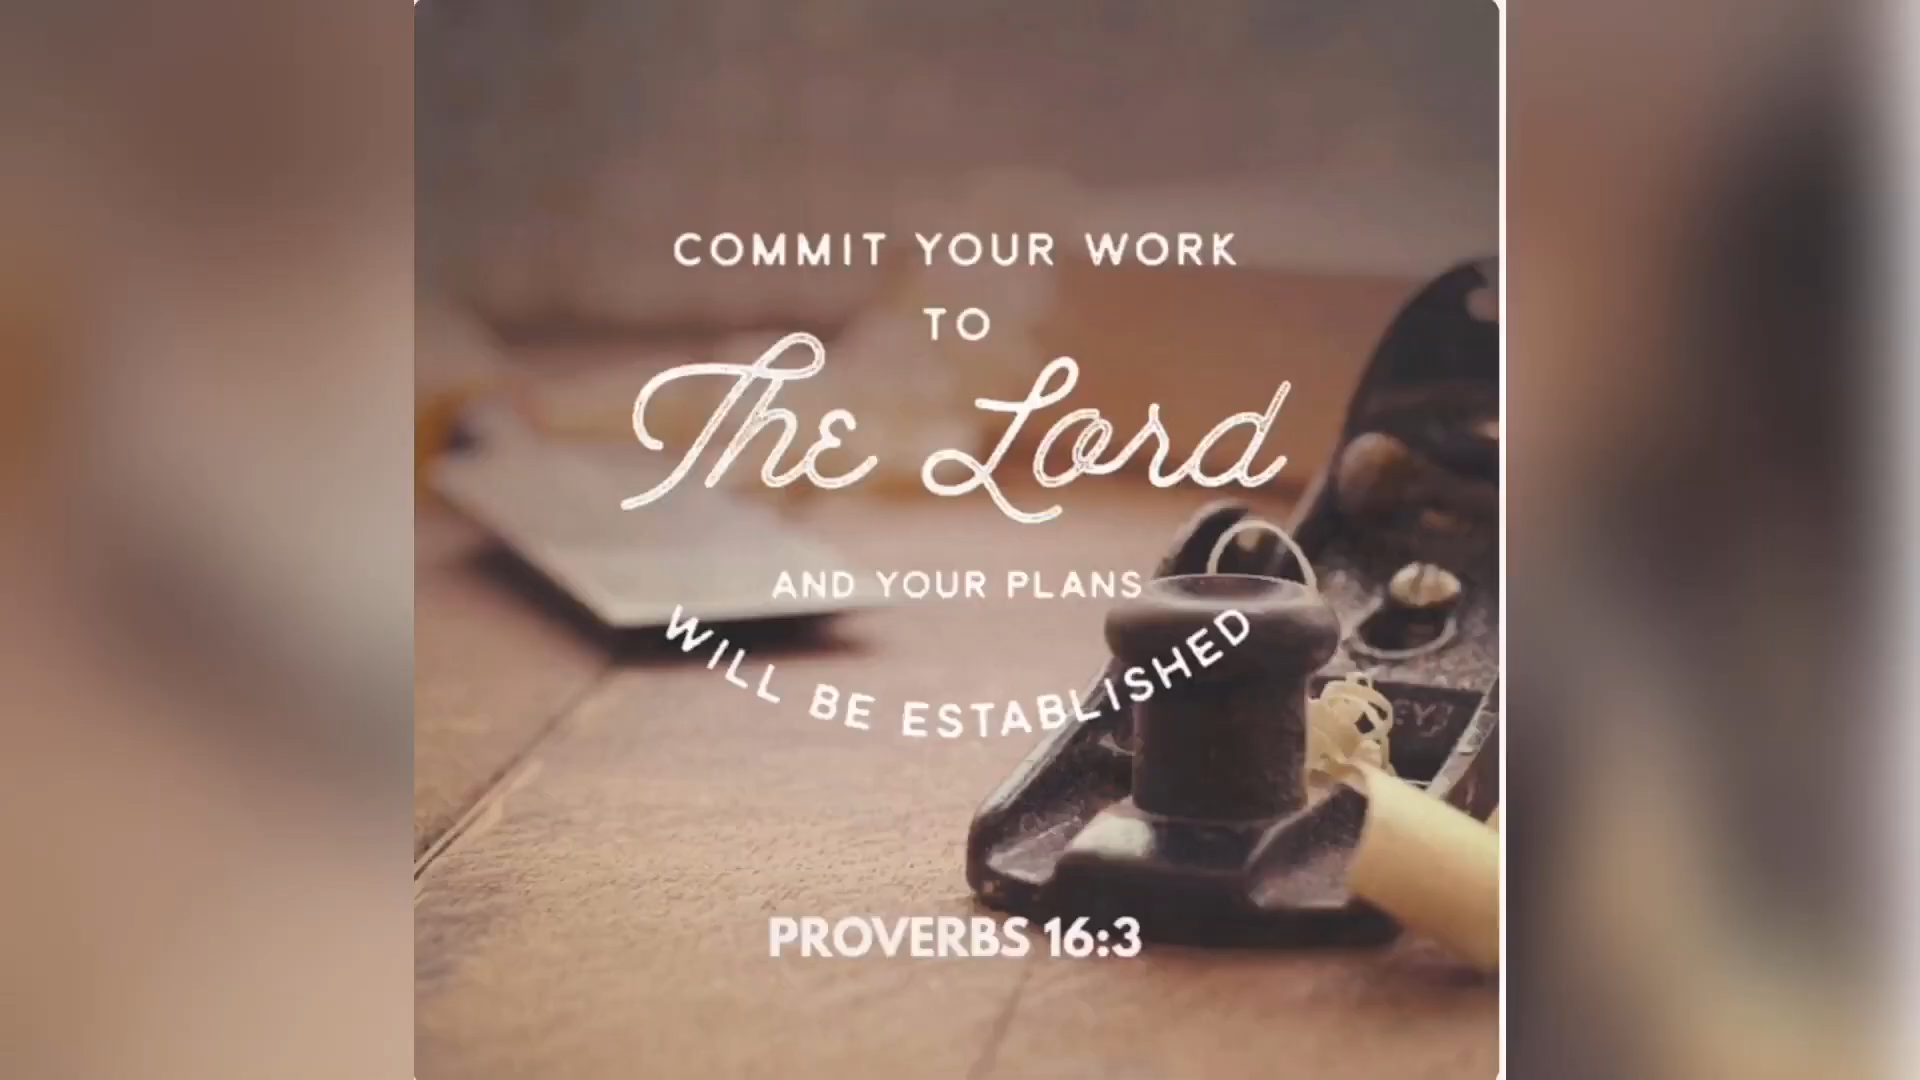 COMMIT YOUR WORK
TO
The Lord
AND YOUR PLANS
WILL BE ESTABLISHED
PROVERBS 16:3